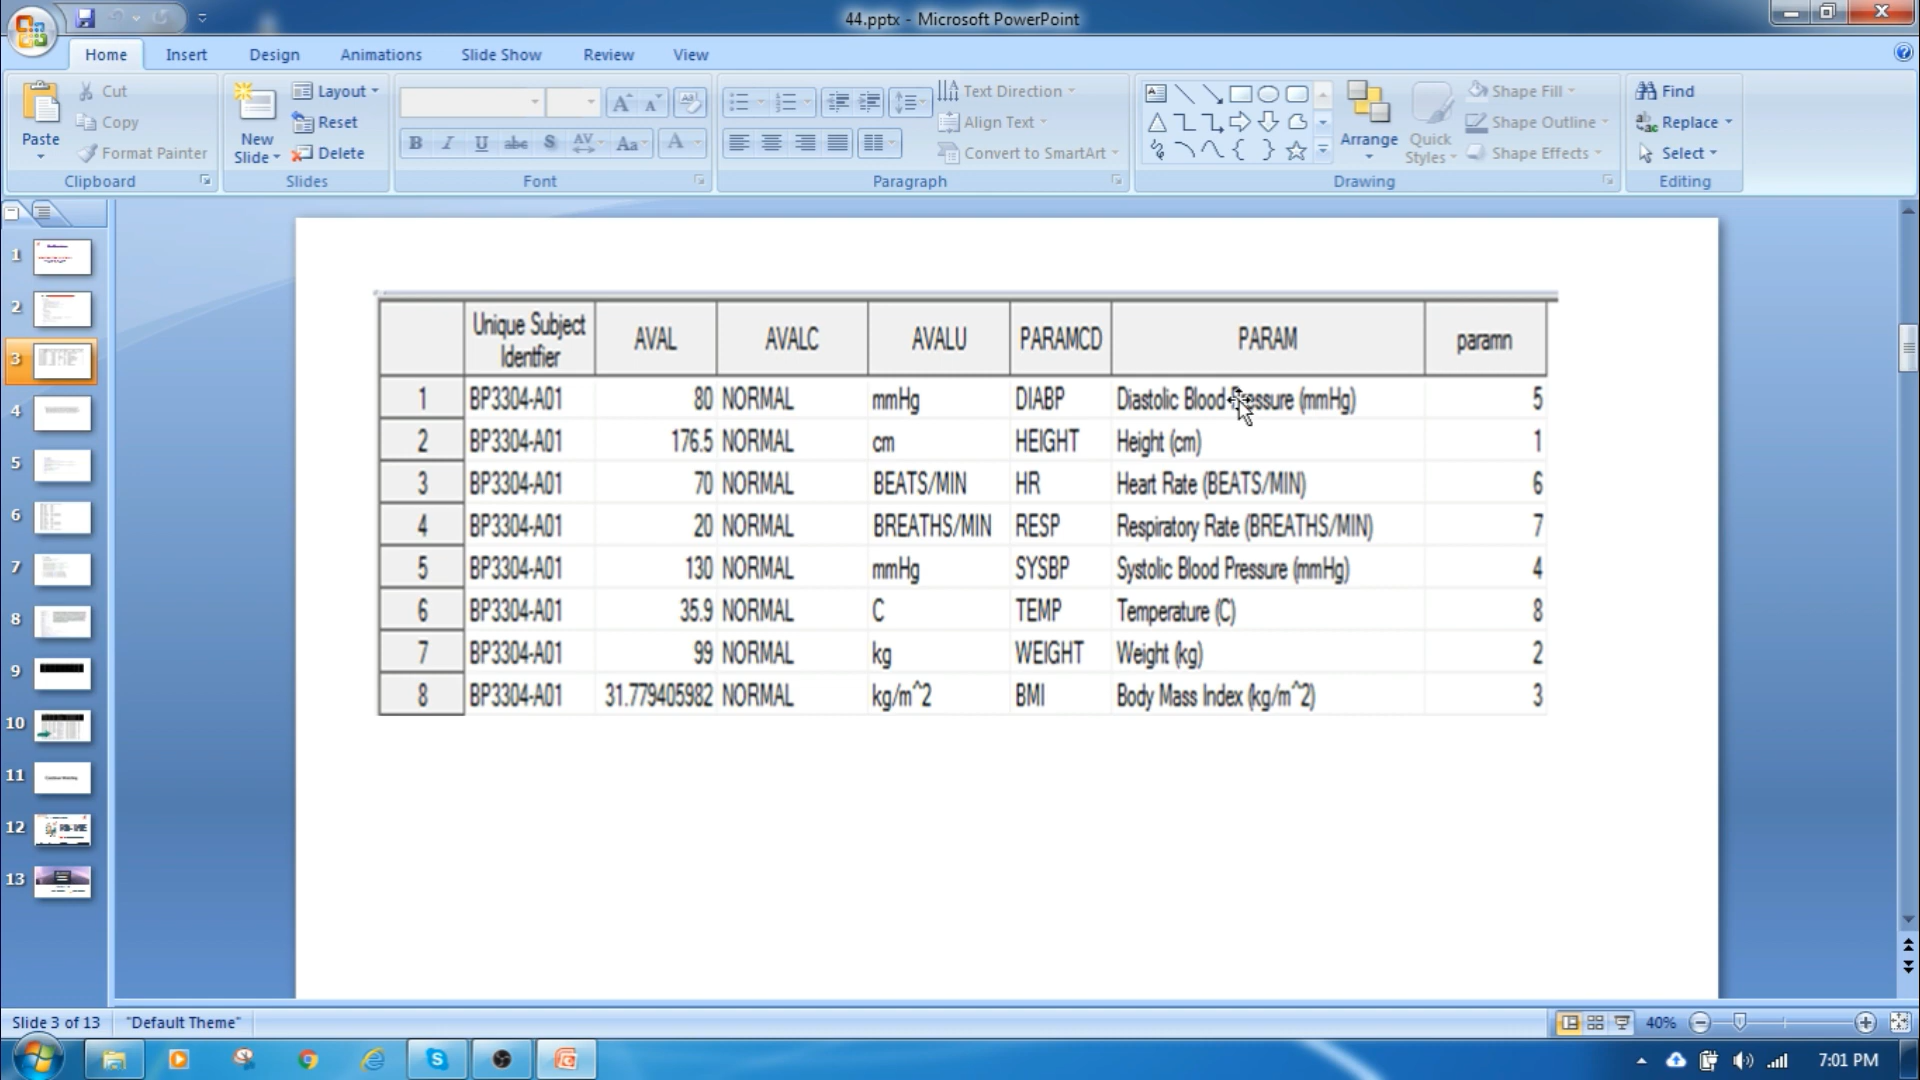 44.pptx - Microsoft PowerPoint
Home Insert Design Animations Slide Show Review View
Paste
Cut
Copy
Format Painter
Clipboard
New Slide
Layout
Reset
Delete
Slides
B I U abc S AV Aa A
Font
Text Direction
Align Text
Convert to SmartArt
Paragraph
Arrange
Quick Styles
Shape Fill
Shape Outline
Shape Effects
Drawing
Find
Replace
Select
Editing
1
2
3
4
5
6
7
8
9
10
11
12
13
Unique Subject Identfier AVAL AVALC AVALU PARAMCD PARAM paramn
1 BP3304-A01 80 NORMAL mmHg DIABP Diastolic Blood Pressure (mmHg) 5
2 BP3304-A01 176.5 NORMAL cm HEIGHT Height (cm) 1
3 BP3304-A01 70 NORMAL BEATS/MIN HR Heart Rate (BEATS/MIN) 6
4 BP3304-A01 20 NORMAL BREATHS/MIN RESP Respiratory Rate (BREATHS/MIN) 7
5 BP3304-A01 130 NORMAL mmHg SYSBP Systolic Blood Pressure (mmHg) 4
6 BP3304-A01 35.9 NORMAL C TEMP Temperature (C) 8
7 BP3304-A01 99 NORMAL kg WEIGHT Weight (kg) 2
8 BP3304-A01 31.779405982 NORMAL kg/m^2 BMI Body Mass Index (kg/m^2) 3
Slide 3 of 13 "Default Theme" 40%
7:01 PM